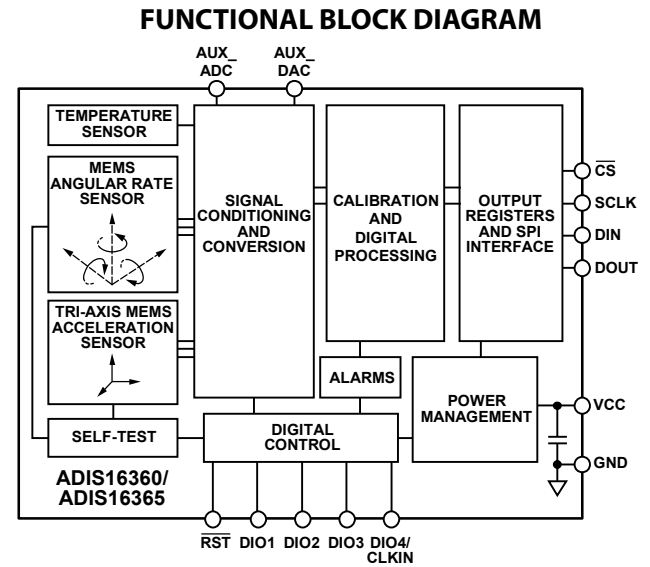 FUNCTIONAL BLOCK DIAGRAM
AUX_
ADC
AUX_
DAC
TEMPERATURE
SENSOR
MEMS
ANGULAR RATE
SENSOR
TRI-AXIS MEMS
ACCELERATION
SENSOR
SELF-TEST
SIGNAL
CONDITIONING
AND
CONVERSION
CALIBRATION
AND
DIGITAL
PROCESSING
OUTPUT
REGISTERS
AND SPI
INTERFACE
CS
SCLK
DIN
DOUT
ALARMS
POWER
MANAGEMENT
VCC
DIGITAL
CONTROL
GND
ADIS16360/
ADIS16365
RST DIO1 DIO2 DIO3 DIO4/
CLKIN